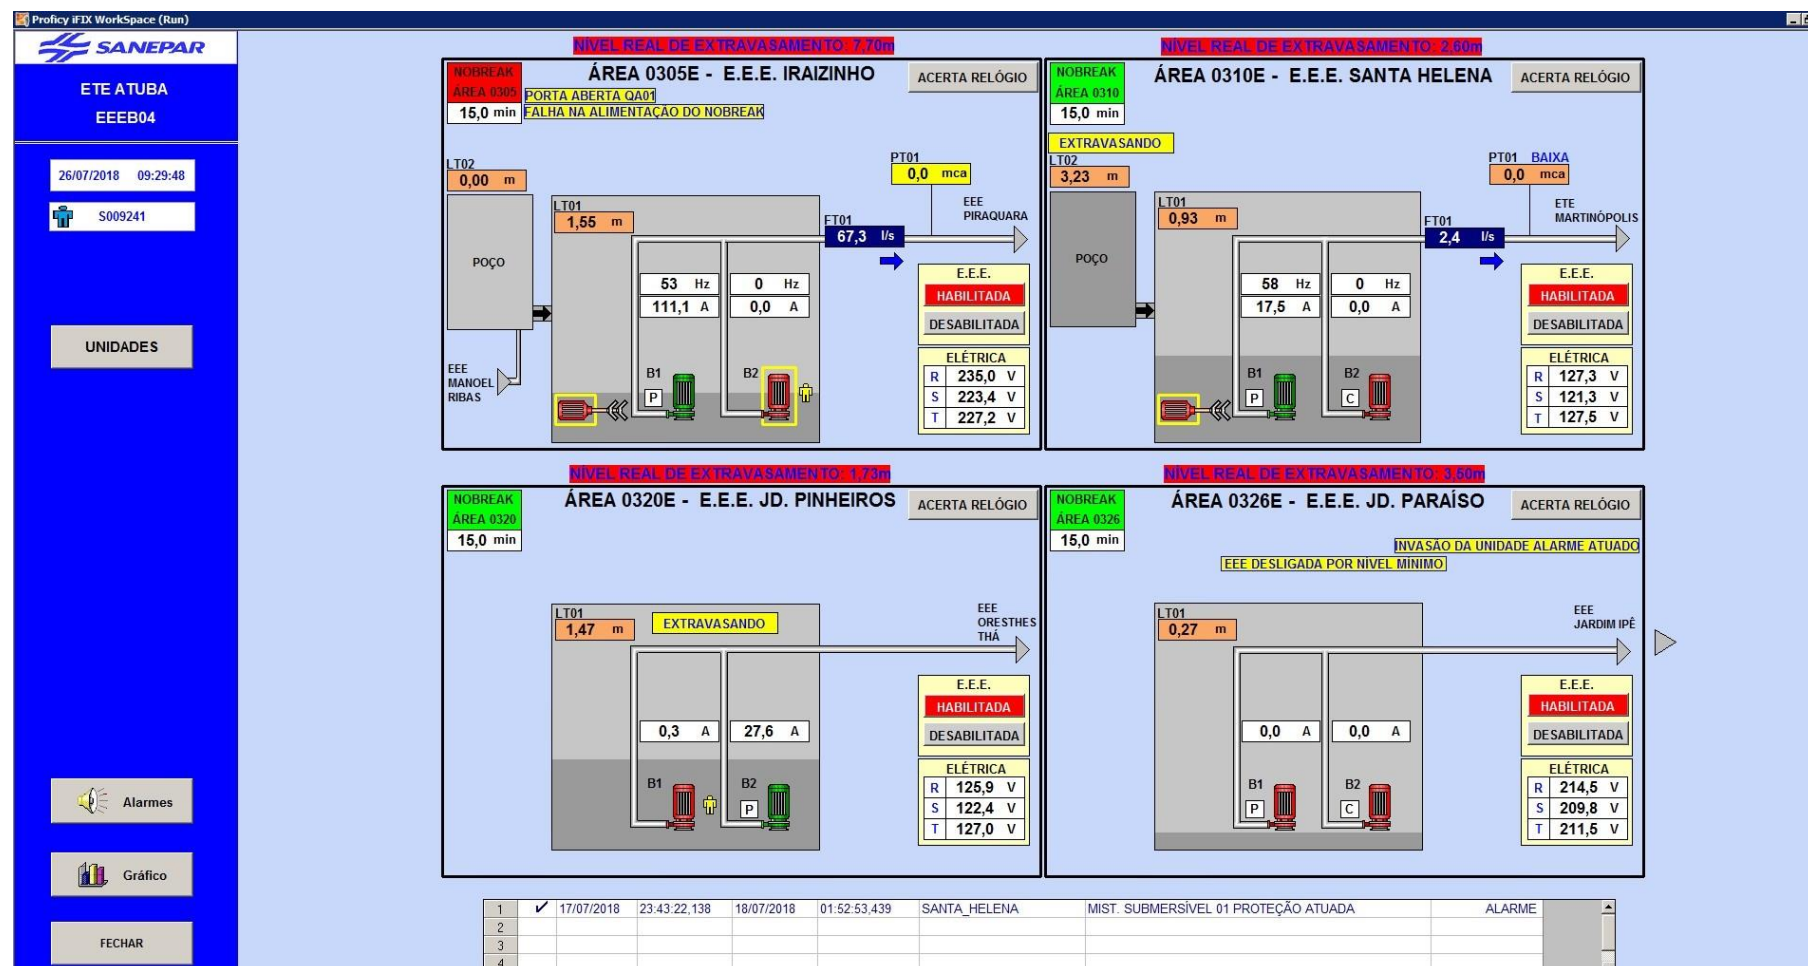 Proficy iFIX WorkSpace (Run)
SANEPAR
ETE ATUBA
EEEB04
26/07/2018 09:29:48
S009241
UNIDADES
Alarmes
Gráfico
FECHAR
NÍVEL REAL DE EXTRAVASAMENTO: 7,70m
NOBREAK
ÁREA 0305
15,0 min
ÁREA 0305E - E.E.E. IRAIZINHO
ACERTA RELÓGIO
PORTA ABERTA QA01
FALHA NA ALIMENTAÇÃO DO NOBREAK
LT02
0,00 m
POÇO
EEE
MANOEL
RIBAS
LT01
1,55 m
53 Hz
111,1 A
0 Hz
0,0 A
B1
P
B2
FT01
67,3 l/s
PT01
0,0 mca
EEE
PIRAQUARA
E.E.E.
HABILITADA
DESABILITADA
ELÉTRICA
R 235,0 V
S 223,4 V
T 227,2 V
NÍVEL REAL DE EXTRAVASAMENTO: 2,60m
NOBREAK
ÁREA 0310
15,0 min
ÁREA 0310E - E.E.E. SANTA HELENA
ACERTA RELÓGIO
EXTRAVASANDO
LT02
3,23 m
POÇO
LT01
0,93 m
58 Hz
17,5 A
0 Hz
0,0 A
B1
P
B2
C
FT01
2,4 l/s
PT01 BAIXA
0,0 mca
ETE
MARTINÓPOLIS
E.E.E.
HABILITADA
DESABILITADA
ELÉTRICA
R 127,3 V
S 121,3 V
T 127,5 V
NÍVEL REAL DE EXTRAVASAMENTO: 1,73m
NOBREAK
ÁREA 0320
15,0 min
ÁREA 0320E - E.E.E. JD. PINHEIROS
ACERTA RELÓGIO
LT01
1,47 m
EXTRAVASANDO
EEE
ORESTHES
THÁ
0,3 A
27,6 A
B1
B2
P
E.E.E.
HABILITADA
DESABILITADA
ELÉTRICA
R 125,9 V
S 122,4 V
T 127,0 V
NÍVEL REAL DE EXTRAVASAMENTO: 3,50m
NOBREAK
ÁREA 0326
15,0 min
ÁREA 0326E - E.E.E. JD. PARAÍSO
ACERTA RELÓGIO
INVASÃO DA UNIDADE ALARME ATUADO
EEE DESLIGADA POR NÍVEL MÍNIMO
LT01
0,27 m
EEE
JARDIM IPÊ
0,0 A
0,0 A
B1
P
B2
C
E.E.E.
HABILITADA
DESABILITADA
ELÉTRICA
R 214,5 V
S 209,8 V
T 211,5 V
1 17/07/2018 23:43:22,138 18/07/2018 01:52:53,439 SANTA_HELENA MIST. SUBMERSÍVEL 01 PROTEÇÃO ATUADA ALARME
2
3
4